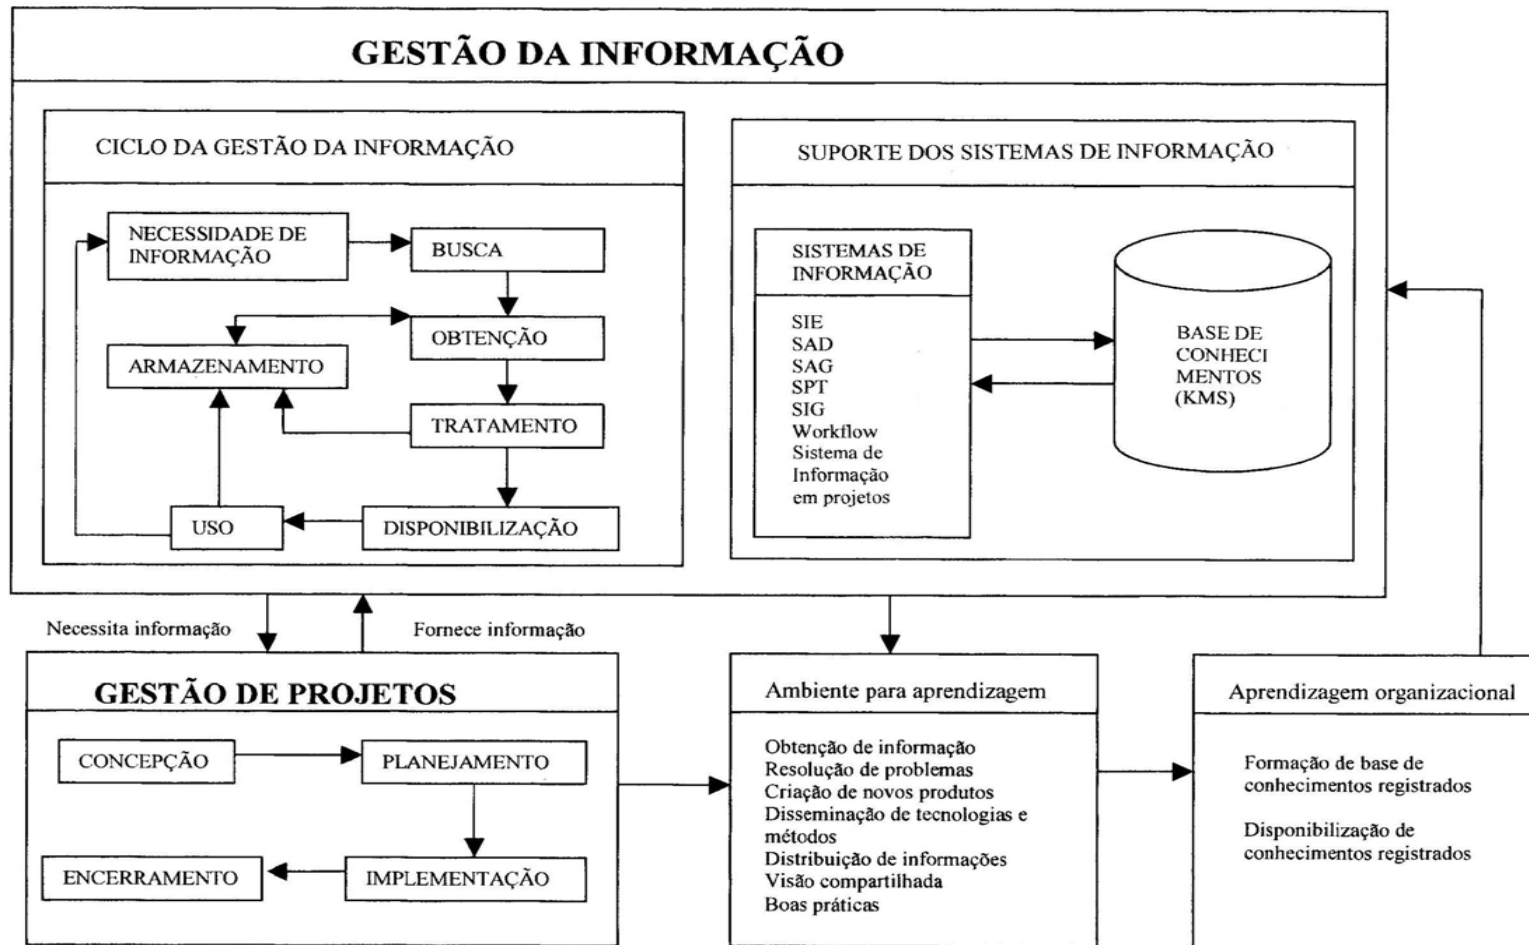 GESTÃO DA INFORMAÇÃO
CICLO DA GESTÃO DA INFORMAÇÃO
NECESSIDADE DE
INFORMAÇÃO
BUSCA
OBTENÇÃO
ARMAZENAMENTO
TRATAMENTO
USO
DISPONIBILIZAÇÃO
SUPORTE DOS SISTEMAS DE INFORMAÇÃO
SISTEMAS DE
INFORMAÇÃO
SIE
SAD
SAG
SPT
SIG
Workflow
Sistema de
Informação
em projetos
BASE DE
CONHECI
MENTOS
(KMS)
Necessita informação
Fornece informação
GESTÃO DE PROJETOS
CONCEPÇÃO
PLANEJAMENTO
ENCERRAMENTO
IMPLEMENTAÇÃO
Ambiente para aprendizagem
Obtenção de informação
Resolução de problemas
Criação de novos produtos
Disseminação de tecnologias e
métodos
Distribuição de informações
Visão compartilhada
Boas práticas
Aprendizagem organizacional
Formação de base de
conhecimentos registrados
Disponibilização de
conhecimentos registrados